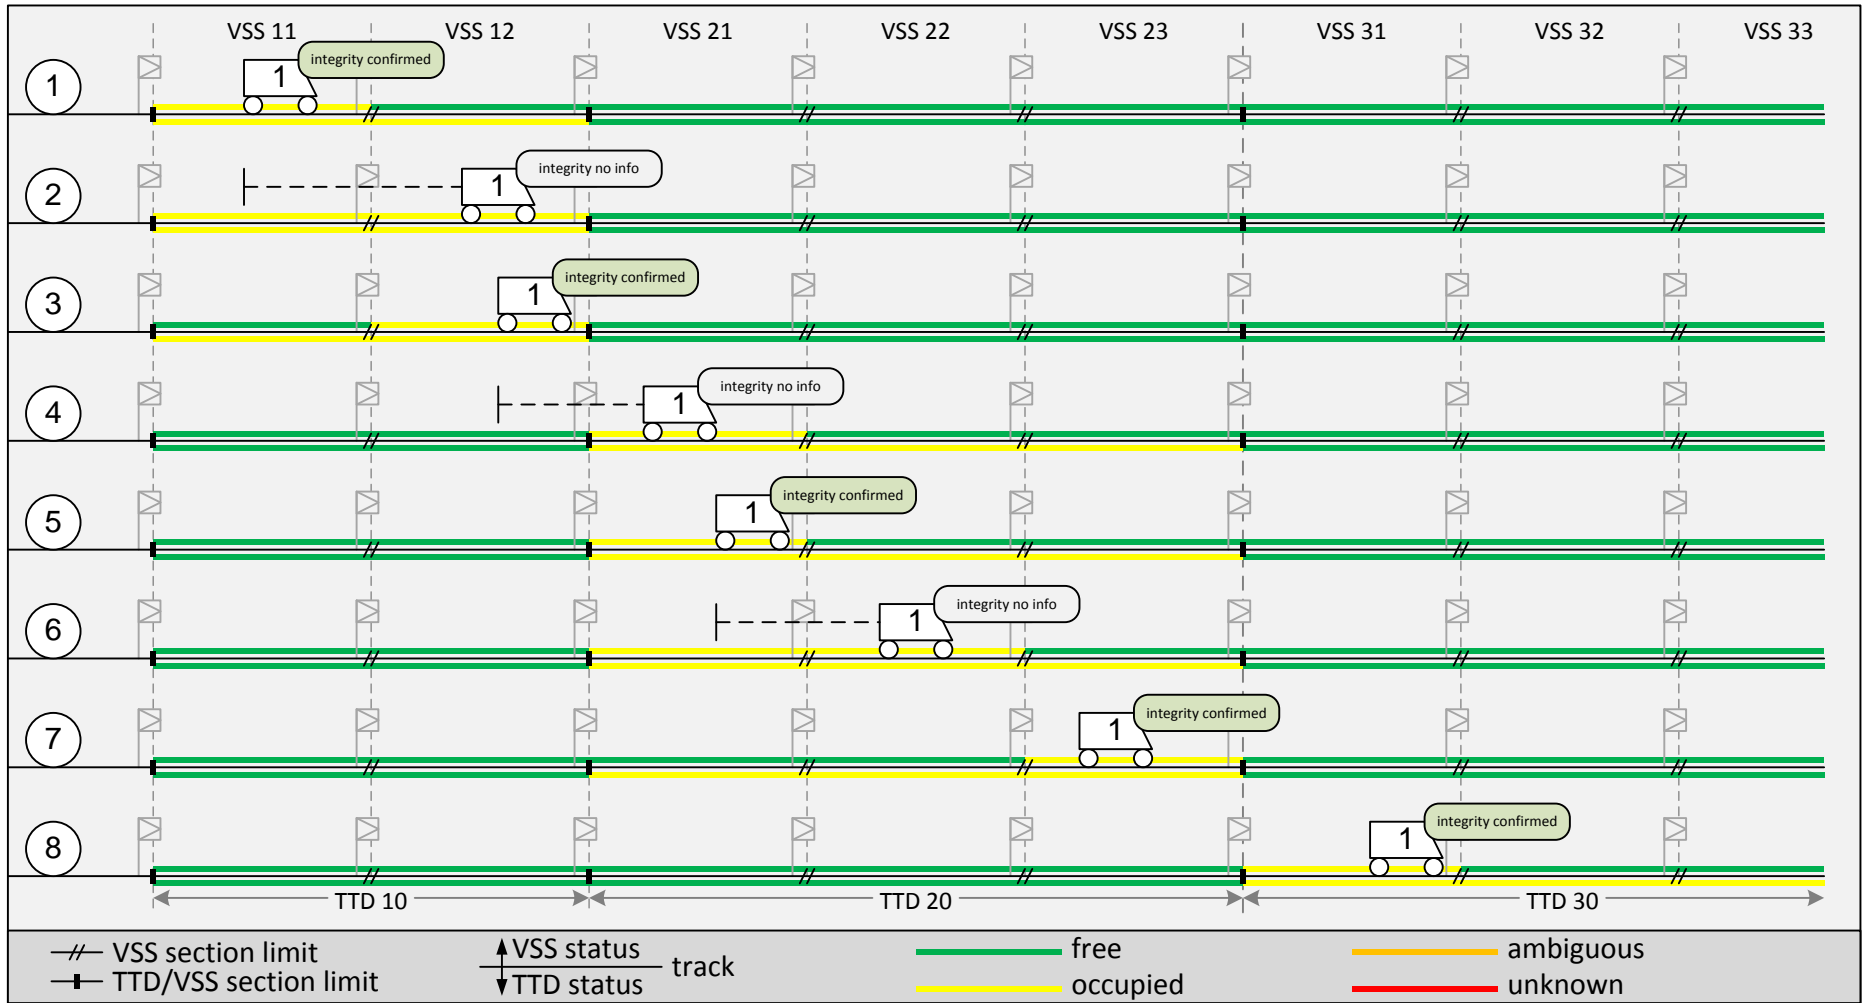 VSS 11 VSS 12 VSS 21 VSS 22 VSS 23 VSS 31 VSS 32 VSS 33
1 1 integrity confirmed
2 1 integrity no info
3 1 integrity confirmed
4 1 integrity no info
5 1 integrity confirmed
6 1 integrity no info
7 1 integrity confirmed
8 1 integrity confirmed
TTD 10 TTD 20 TTD 30
VSS section limit VSS status free ambiguous
track
TTD/VSS section limit TTD status occupied unknown